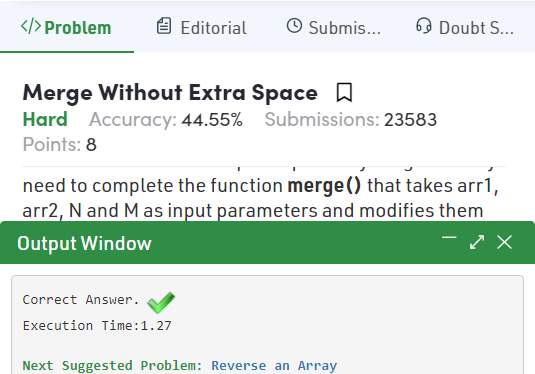 </>Problem Editorial Submis... Doubt S...
Merge Without Extra Space
Hard Accuracy: 44.55% Submissions: 23583
Points: 8
need to complete the function merge() that takes arr1,
arr2, N and M as input parameters and modifies them
Output Window
Correct Answer.
Execution Time:1.27
Next Suggested Problem: Reverse an Array